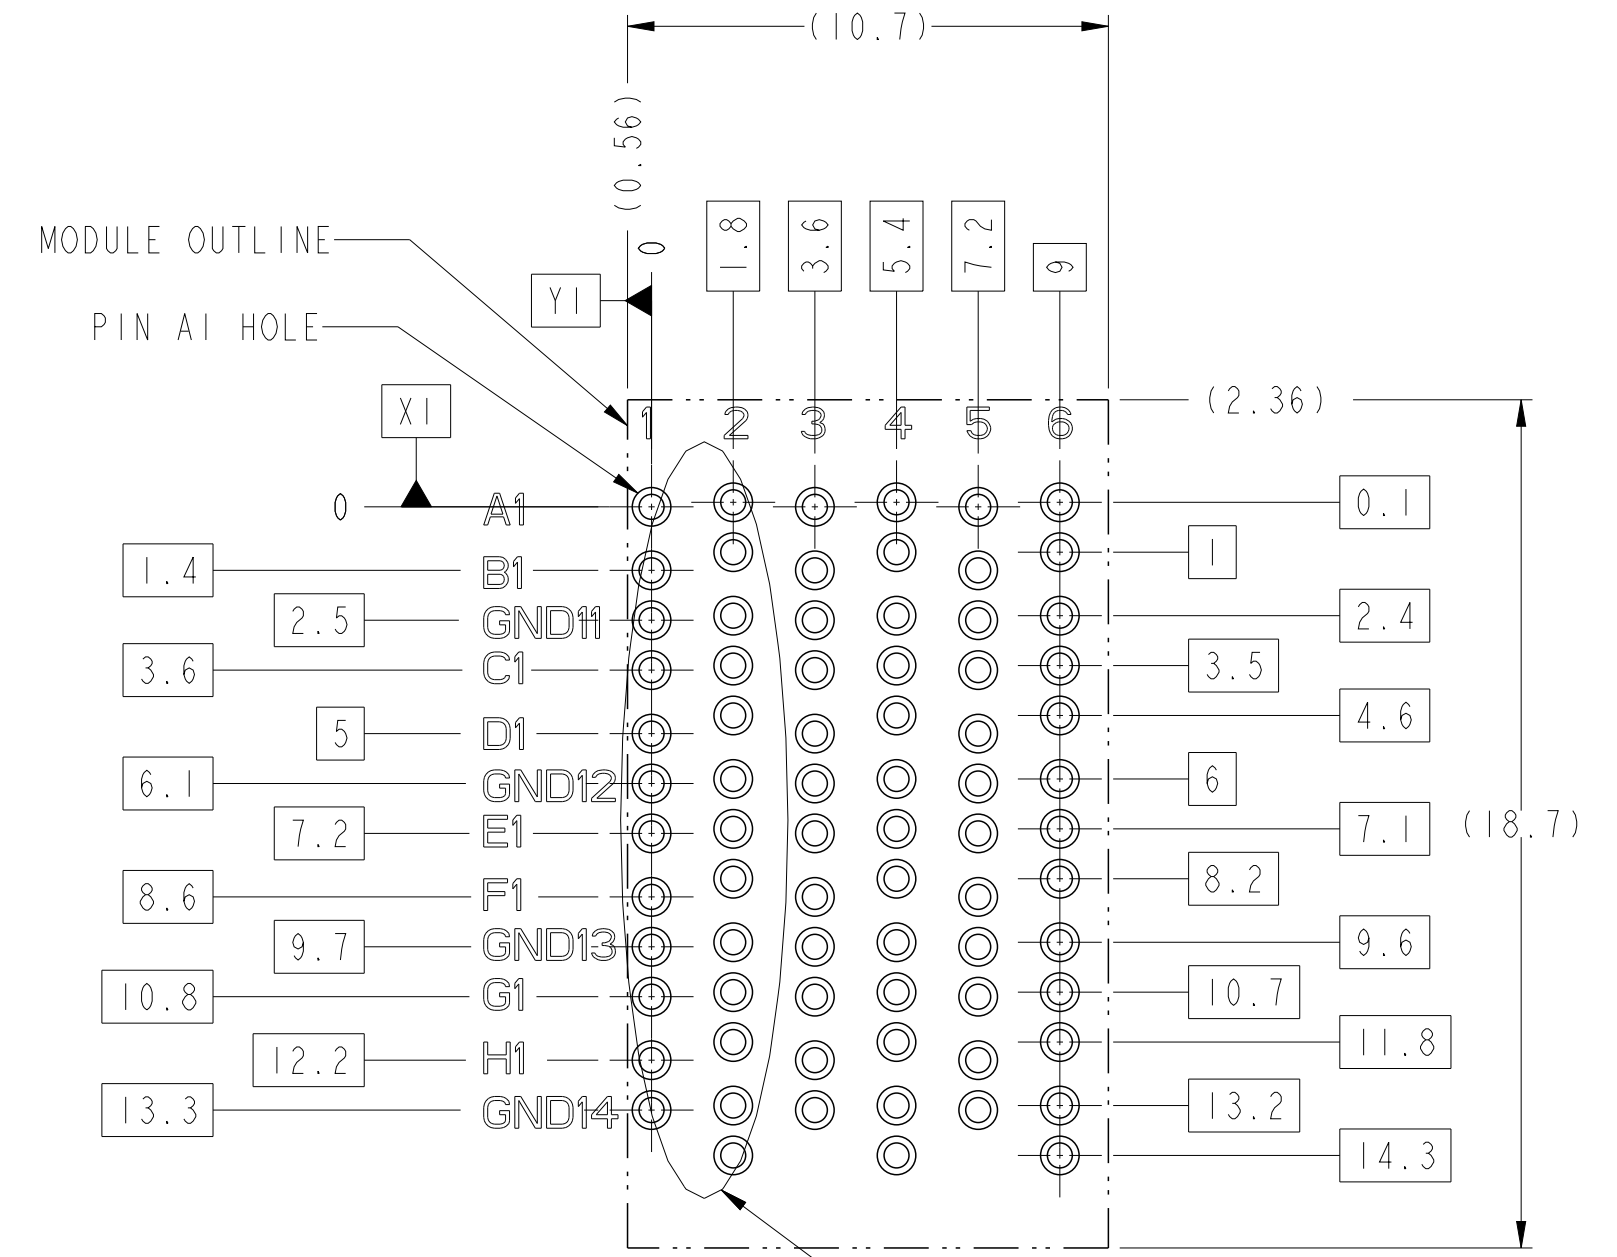 (10.7)
(0.56)
0
1.8
3.6
5.4
7.2
9
MODULE OUTLINE
Y1
PIN A1 HOLE
X1
(2.36)
1 2 3 4 5 6
0 A1
0.1
1.4 B1
1
2.5 GND11
2.4
3.6 C1
3.5
5 D1
4.6
6.1 GND12
6
7.2 E1
7.1
(18.7)
8.6 F1
8.2
9.7 GND13
9.6
10.8 G1
10.7
12.2 H1
11.8
13.3 GND14
13.2
14.3